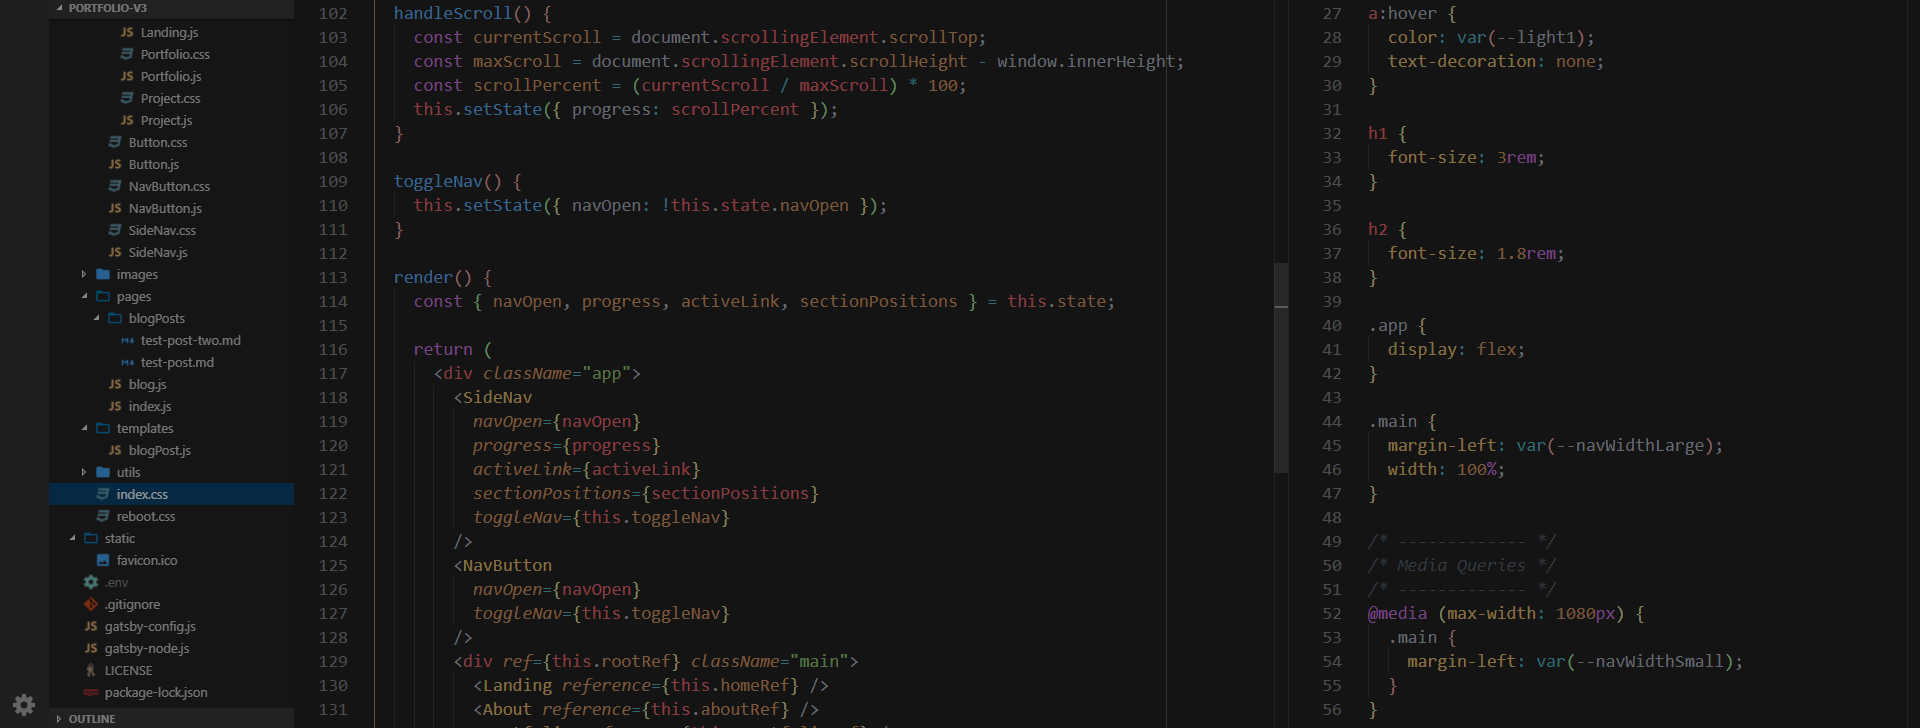 PORTFOLIO-V3
JS Landing.js
Portfolio.css
JS Portfolio.js
Project.css
JS Project.js
Button.css
JS Button.js
NavButton.css
JS NavButton.js
SideNav.css
JS SideNav.js
images
pages
blogPosts
M↓ test-post-two.md
M↓ test-post.md
JS blog.js
JS index.js
templates
JS blogPost.js
utils
index.css
reboot.css
static
favicon.ico
.env
.gitignore
JS gatsby-config.js
JS gatsby-node.js
LICENSE
package-lock.json
OUTLINE
102 handleScroll() {
103 const currentScroll = document.scrollingElement.scrollTop;
104 const maxScroll = document.scrollingElement.scrollHeight - window.innerHeight;
105 const scrollPercent = (currentScroll / maxScroll) * 100;
106 this.setState({ progress: scrollPercent });
107 }
108
109 toggleNav() {
110 this.setState({ navOpen: !this.state.navOpen });
111 }
112
113 render() {
114 const { navOpen, progress, activeLink, sectionPositions } = this.state;
115
116 return (
117 <div className="app">
118 <SideNav
119 navOpen={navOpen}
120 progress={progress}
121 activeLink={activeLink}
122 sectionPositions={sectionPositions}
123 toggleNav={this.toggleNav}
124 />
125 <NavButton
126 navOpen={navOpen}
127 toggleNav={this.toggleNav}
128 />
129 <div ref={this.rootRef} className="main">
130 <Landing reference={this.homeRef} />
131 <About reference={this.aboutRef} />
27 a:hover {
28 color: var(--light1);
29 text-decoration: none;
30 }
31
32 h1 {
33 font-size: 3rem;
34 }
35
36 h2 {
37 font-size: 1.8rem;
38 }
39
40 .app {
41 display: flex;
42 }
43
44 .main {
45 margin-left: var(--navWidthLarge);
46 width: 100%;
47 }
48
49 /* ------------- */
50 /* Media Queries */
51 /* ------------- */
52 @media (max-width: 1080px) {
53 .main {
54 margin-left: var(--navWidthSmall);
55 }
56 }